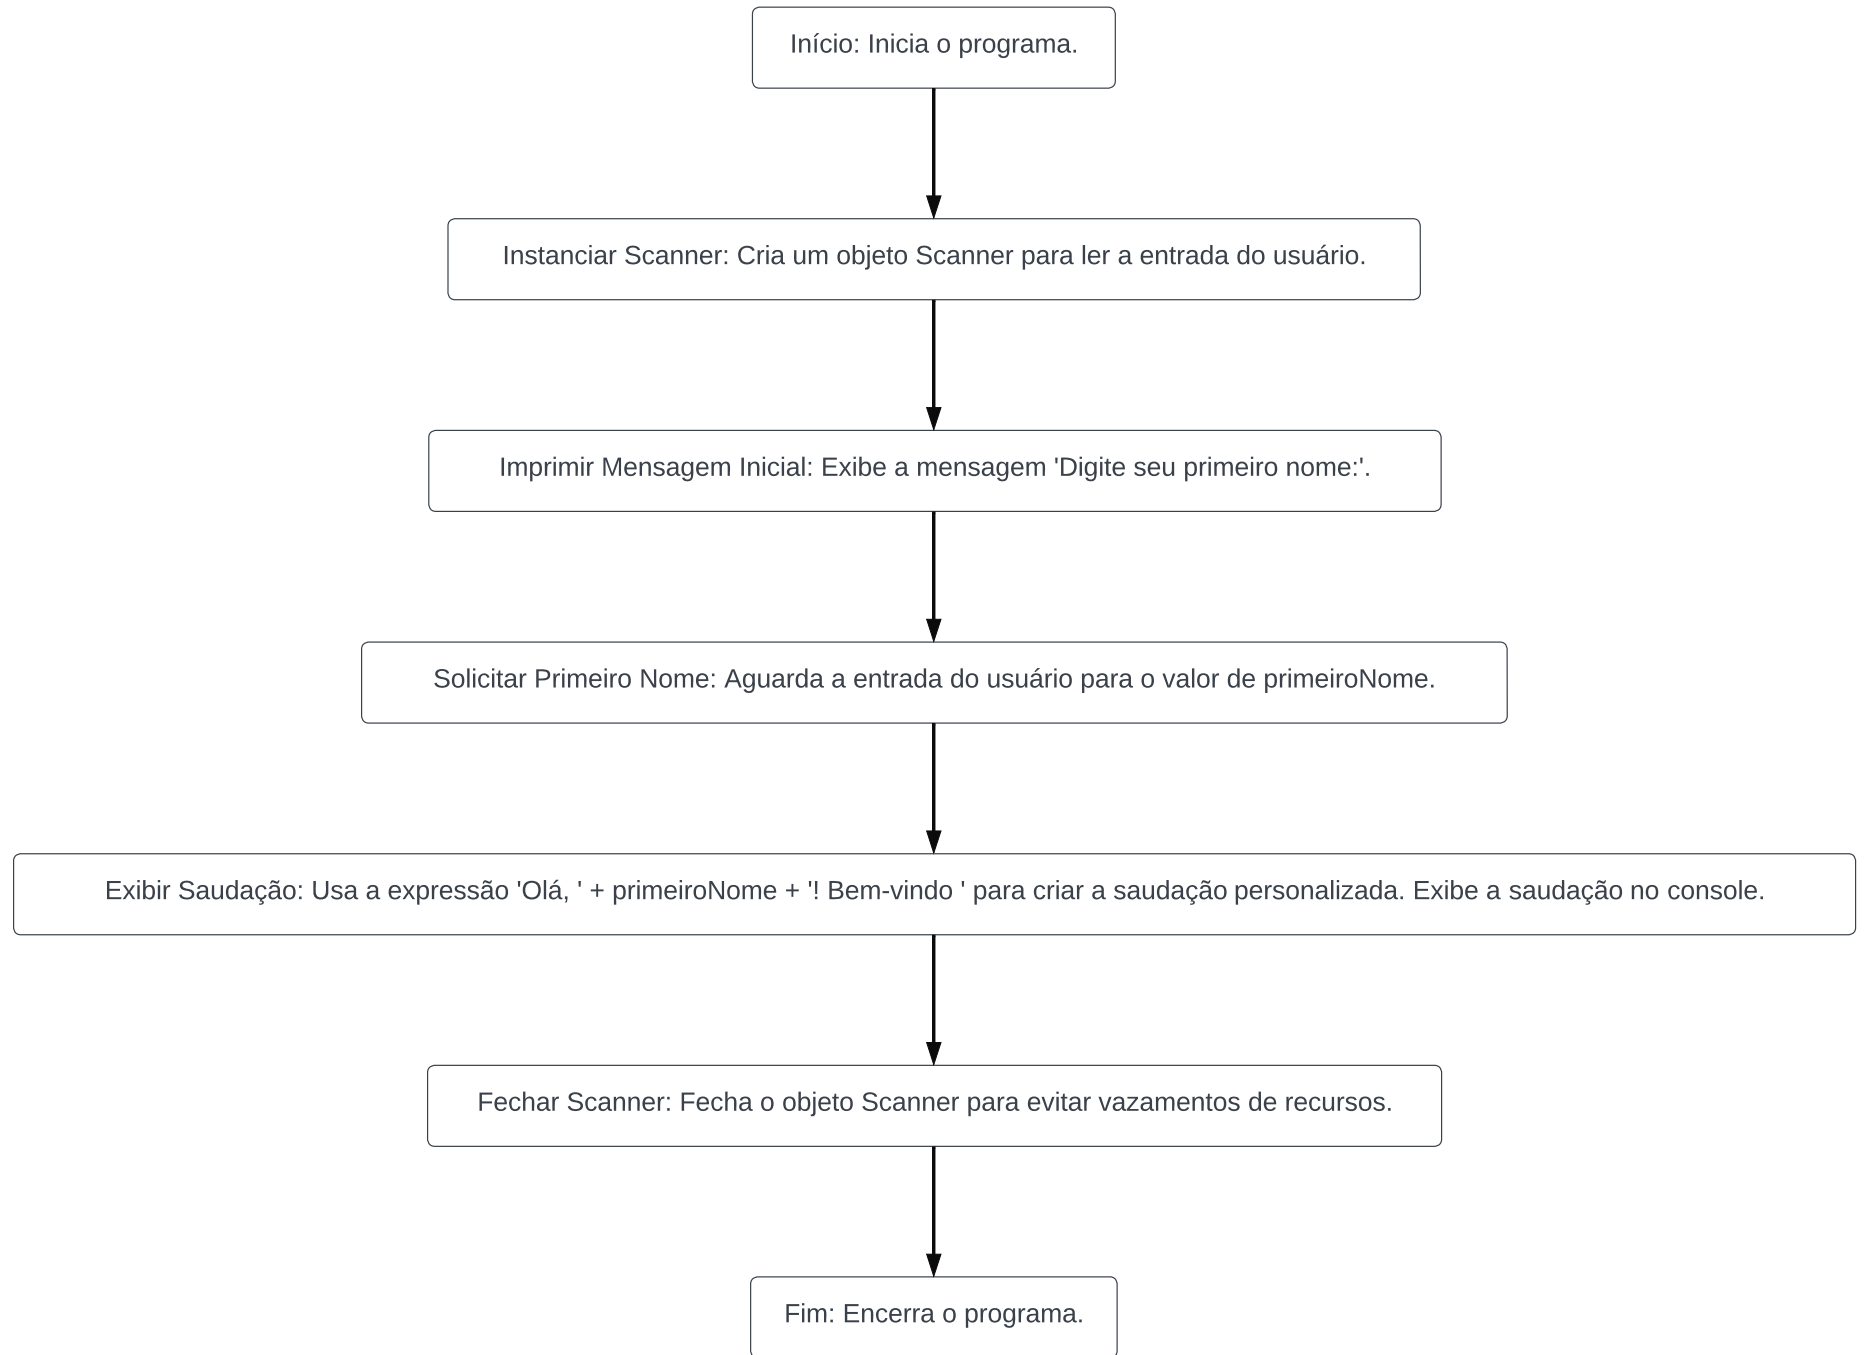 Início: Inicia o programa.
Instanciar Scanner: Cria um objeto Scanner para ler a entrada do usuário.
Imprimir Mensagem Inicial: Exibe a mensagem 'Digite seu primeiro nome:'.
Solicitar Primeiro Nome: Aguarda a entrada do usuário para o valor de primeiroNome.
Exibir Saudação: Usa a expressão 'Olá, ' + primeiroNome + '! Bem-vindo ' para criar a saudação personalizada. Exibe a saudação no console.
Fechar Scanner: Fecha o objeto Scanner para evitar vazamentos de recursos.
Fim: Encerra o programa.